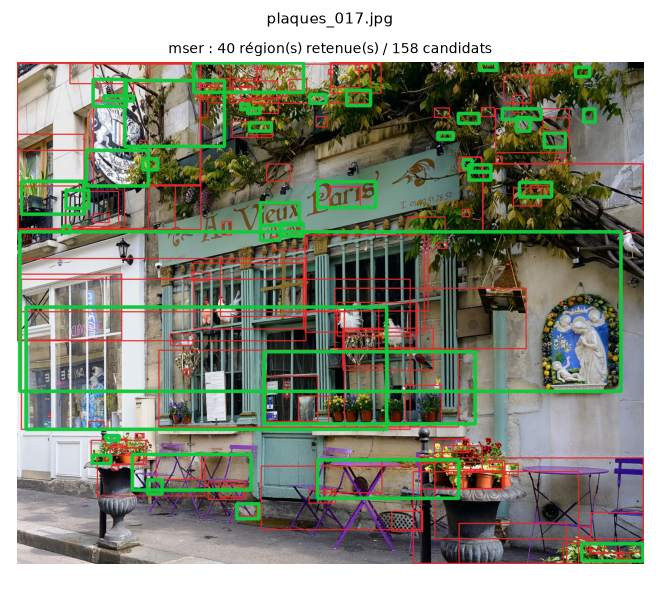 plaques_017.jpg
mser : 40 région(s) retenue(s) / 158 candidats
Au Vieux Paris